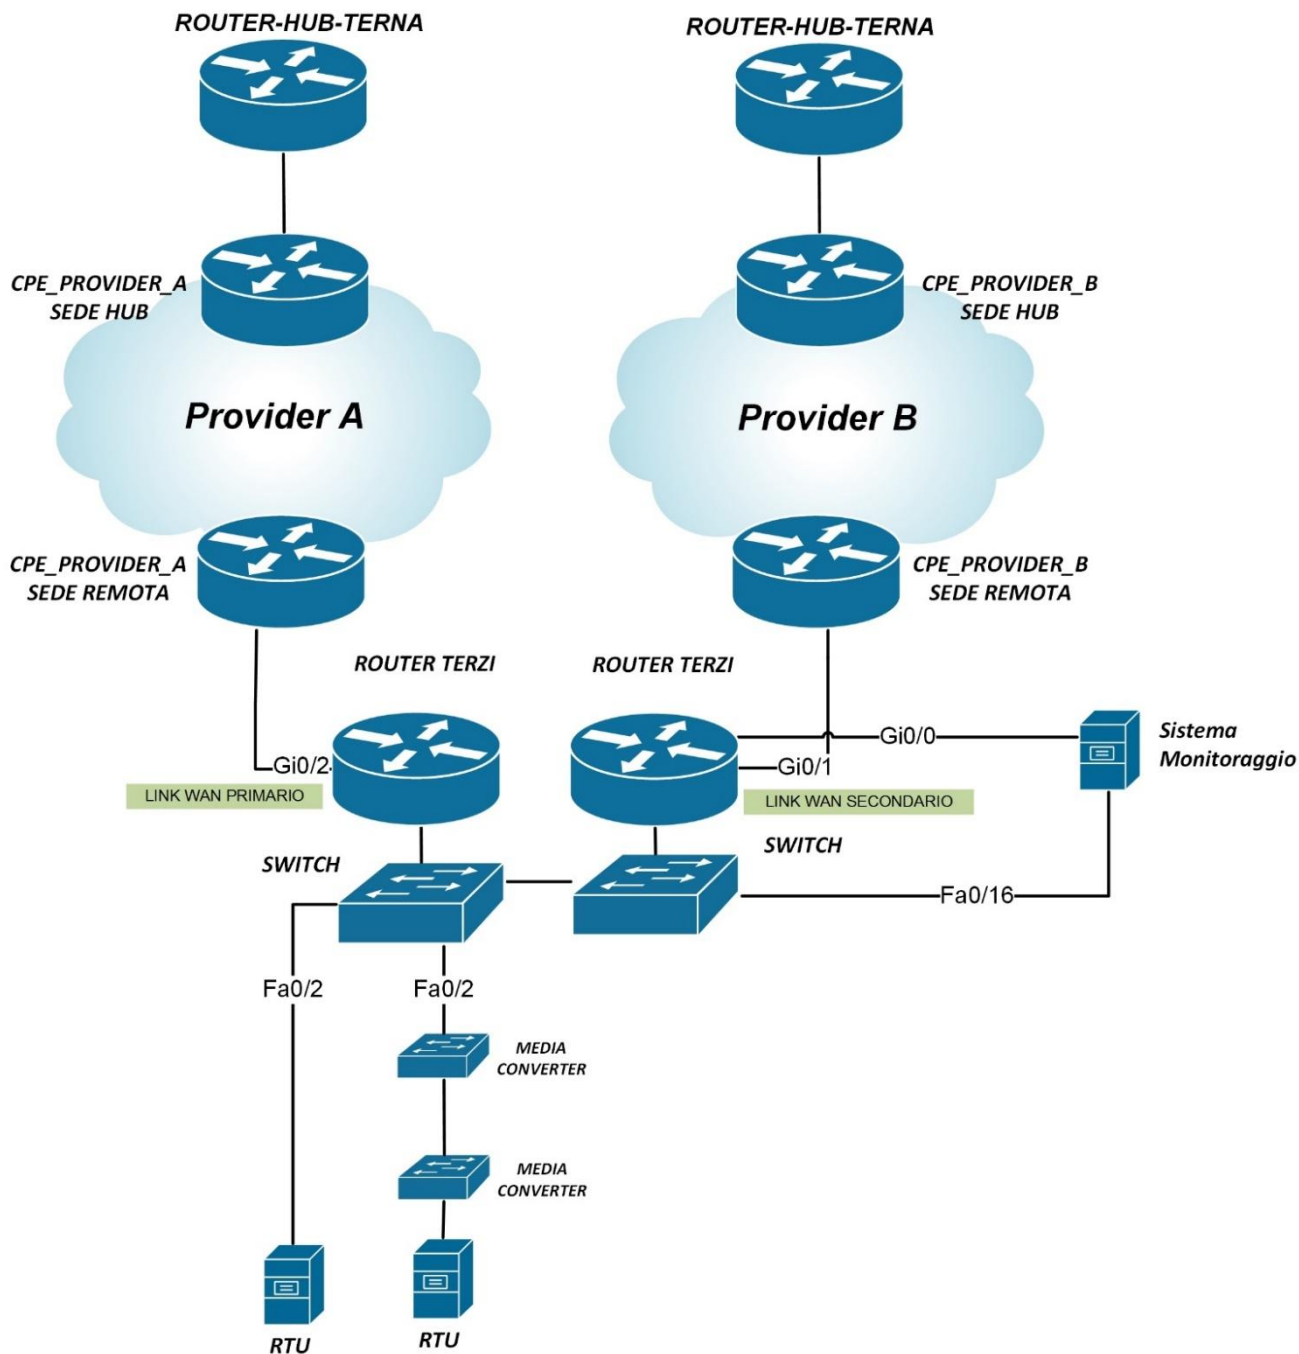 ROUTER-HUB-TERNA
ROUTER-HUB-TERNA
CPE_PROVIDER_A
SEDE HUB
CPE_PROVIDER_B
SEDE HUB
Provider A
Provider B
CPE_PROVIDER_A
SEDE REMOTA
CPE_PROVIDER_B
SEDE REMOTA
ROUTER TERZI
ROUTER TERZI
Gi0/0
Sistema
Monitoraggio
Gi0/2
Gi0/1
LINK WAN PRIMARIO
LINK WAN SECONDARIO
SWITCH
SWITCH
Fa0/16
Fa0/2
Fa0/2
MEDIA
CONVERTER
MEDIA
CONVERTER
RTU
RTU